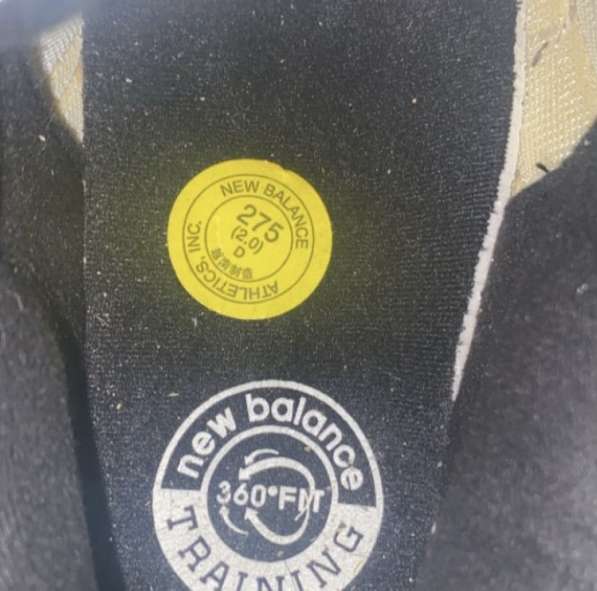 NEW BALANCE
ATHLETICS, INC.
275
(2.0)
D
new balance
360°FIT
TRAINING